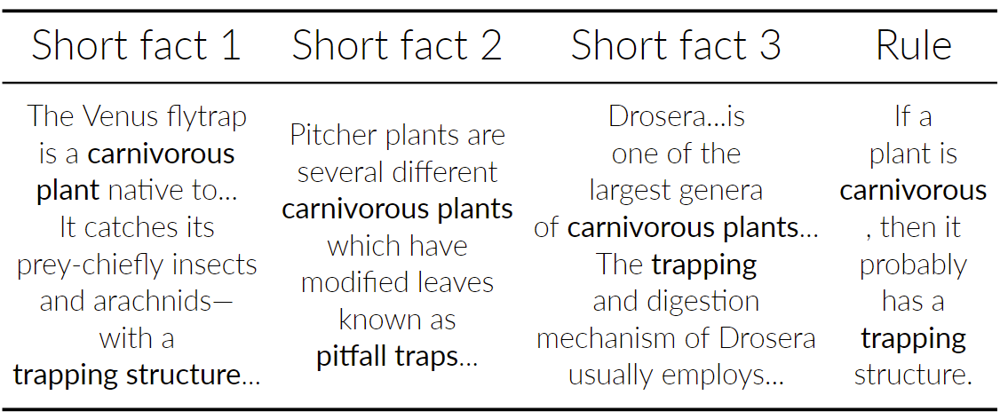 Short fact 1
Short fact 2
Short fact 3
Rule
The Venus flytrap
is a carnivorous
plant native to...
It catches its
prey-chiefly insects
and arachnids—
with a
trapping structure...
Pitcher plants are
several different
carnivorous plants
which have
modified leaves
known as
pitfall traps...
Drosera...is
one of the
largest genera
of carnivorous plants...
The trapping
and digestion
mechanism of Drosera
usually employs...
If a
plant is
carnivorous
, then it
probably
has a
trapping
structure.